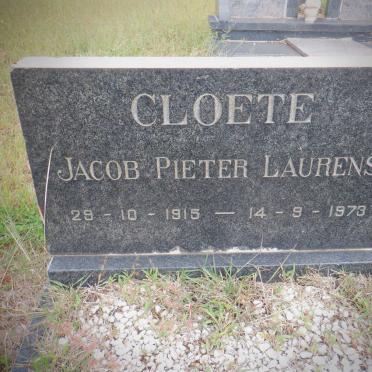 CLOETE
JACOB PIETER LAURENS
29 - 10 - 1915 — 14 - 9 - 1973